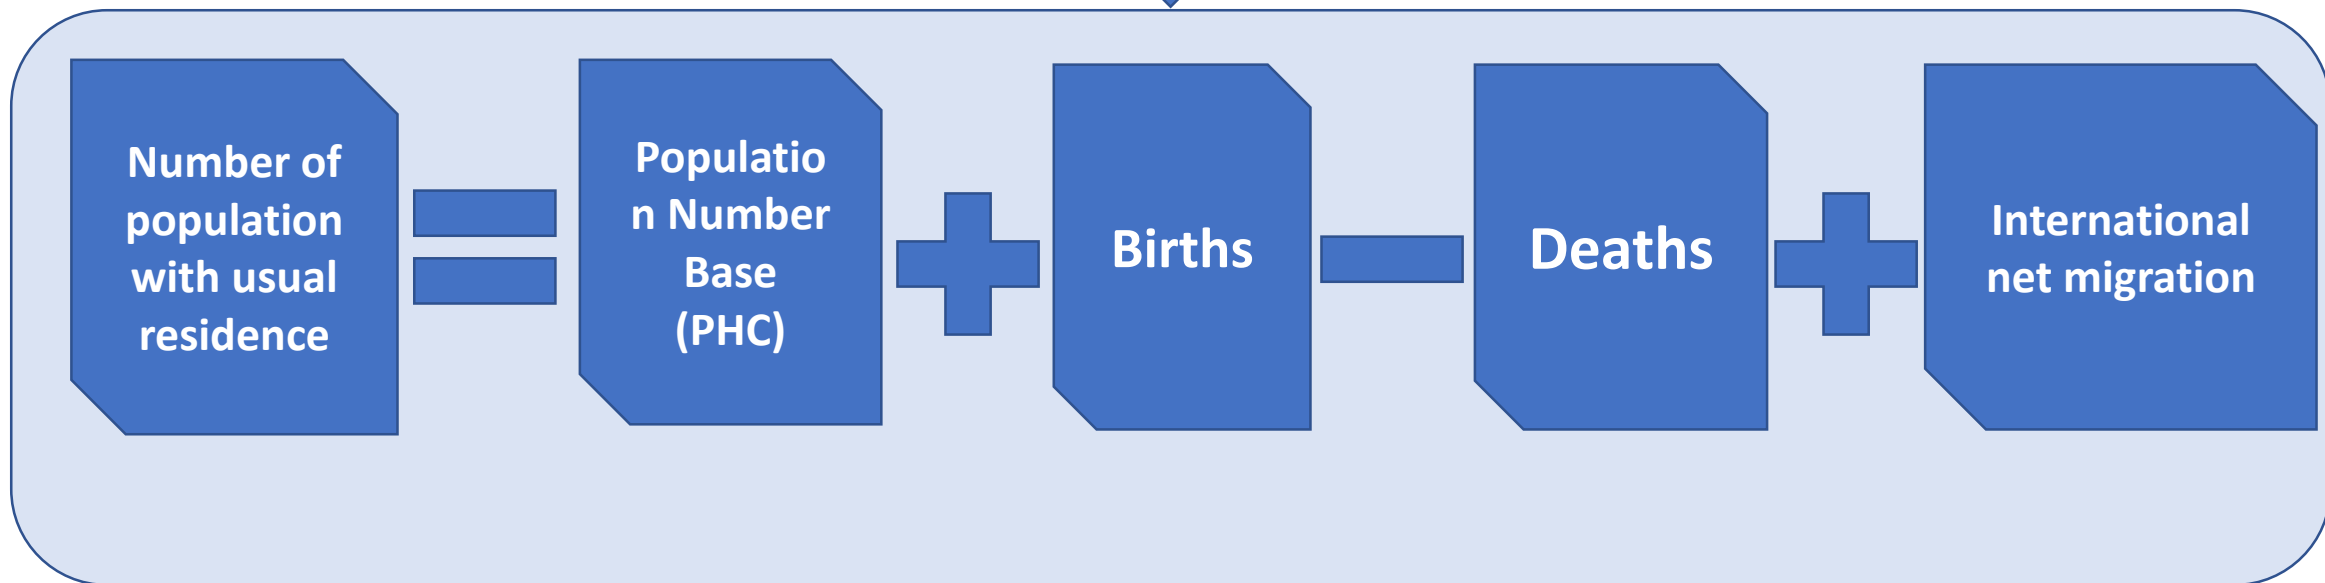 Number of
population
with usual
residence
Populatio
n Number
Base
(PHC)
Births
Deaths
International
net migration